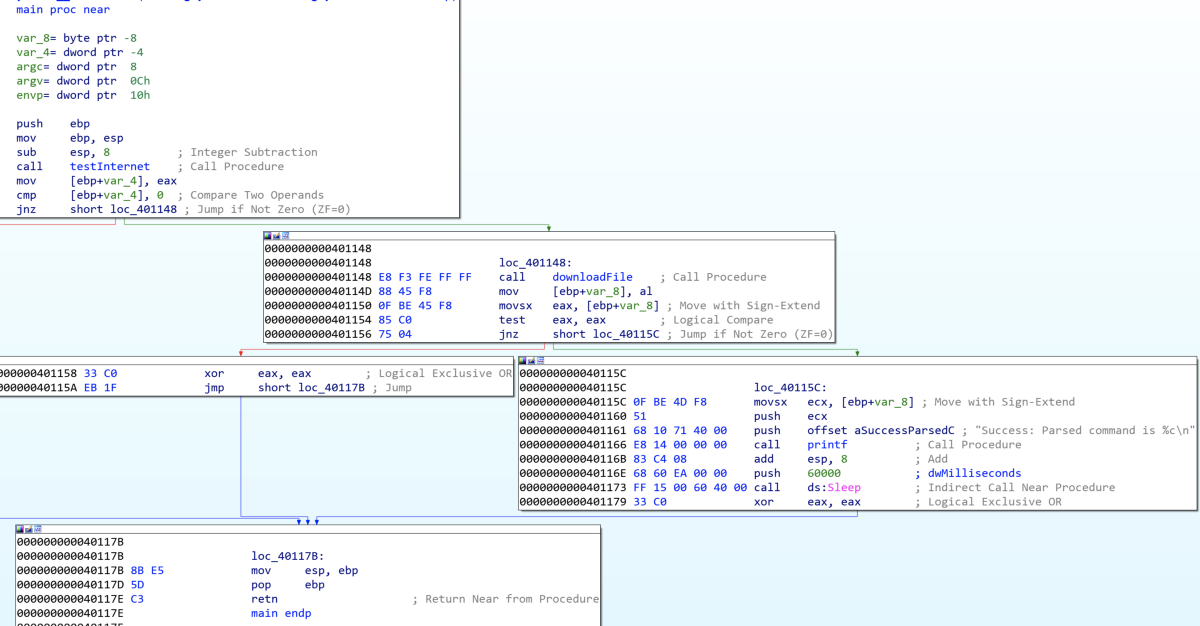 main proc near
var_8= byte ptr -8
var_4= dword ptr -4
argc= dword ptr  8
argv= dword ptr  0Ch
envp= dword ptr  10h
push    ebp
mov     ebp, esp
sub     esp, 8          ; Integer Subtraction
call    testInternet    ; Call Procedure
mov     [ebp+var_4], eax
cmp     [ebp+var_4], 0  ; Compare Two Operands
jnz     short loc_401148 ; Jump if Not Zero (ZF=0)
0000000000401148
0000000000401148 loc_401148:
0000000000401148 E8 F3 FE FF FF    call    downloadFile    ; Call Procedure
000000000040114D 88 45 F8          mov     [ebp+var_8], al
0000000000401150 0F BE 45 F8       movsx   eax, [ebp+var_8] ; Move with Sign-Extend
0000000000401154 85 C0             test    eax, eax        ; Logical Compare
0000000000401156 75 04             jnz     short loc_40115C ; Jump if Not Zero (ZF=0)
000000401158 33 C0             xor     eax, eax        ; Logical Exclusive OR
00000040115A EB 1F             jmp     short loc_40117B ; Jump
000000000040115C
000000000040115C loc_40115C:
000000000040115C 0F BE 4D F8       movsx   ecx, [ebp+var_8] ; Move with Sign-Extend
0000000000401160 51                push    ecx
0000000000401161 68 10 71 40 00    push    offset aSuccessParsedC ; "Success: Parsed command is %c\n"
0000000000401166 E8 14 00 00 00    call    printf          ; Call Procedure
000000000040116B 83 C4 08          add     esp, 8          ; Add
000000000040116E 68 60 EA 00 00    push    60000           ; dwMilliseconds
0000000000401173 FF 15 00 60 40 00 call    ds:Sleep        ; Indirect Call Near Procedure
0000000000401179 33 C0             xor     eax, eax        ; Logical Exclusive OR
000000000040117B
000000000040117B loc_40117B:
000000000040117B 8B E5             mov     esp, ebp
000000000040117D 5D                pop     ebp
000000000040117E C3                retn                    ; Return Near from Procedure
000000000040117E main endp